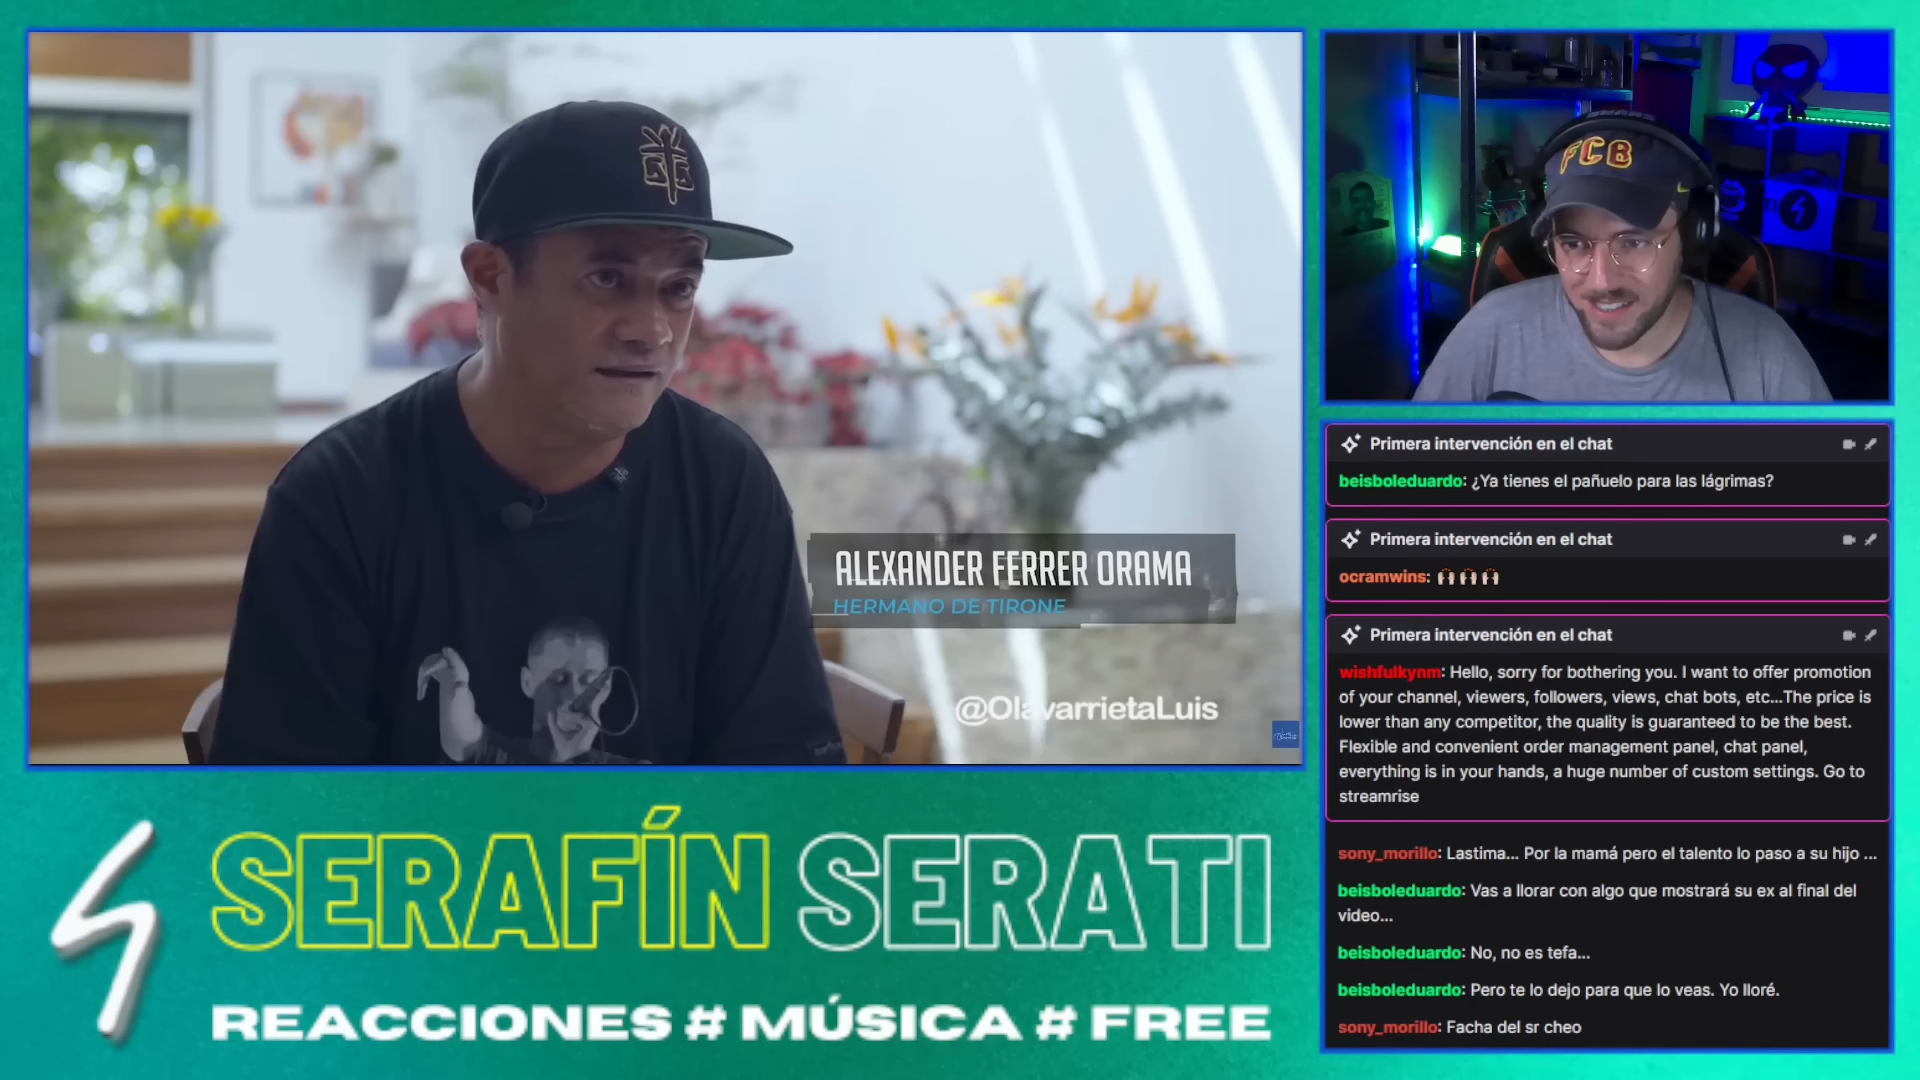 ALEXANDER FERRER ORAMA
HERMANO DE TIRONE
@OlavarrietaLuis
FCB
Primera intervención en el chat
beisboleduardo: ¿Ya tienes el pañuelo para las lágrimas?
Primera intervención en el chat
ocramwins: 🙌🏻🙌🏻🙌🏻
Primera intervención en el chat
wishfulkynm: Hello, sorry for bothering you. I want to offer promotion
of your channel, viewers, followers, views, chat bots, etc...The price is
lower than any competitor, the quality is guaranteed to be the best.
Flexible and convenient order management panel, chat panel,
everything is in your hands, a huge number of custom settings. Go to
streamrise
sony_morillo: Lastima... Por la mamá pero el talento lo paso a su hijo ...
beisboleduardo: Vas a llorar con algo que mostrará su ex al final del
video...
beisboleduardo: No, no es tefa...
beisboleduardo: Pero te lo dejo para que lo veas. Yo lloré.
sony_morillo: Facha del sr cheo
SERAFÍN SERATI
REACCIONES # MÚSICA # FREE